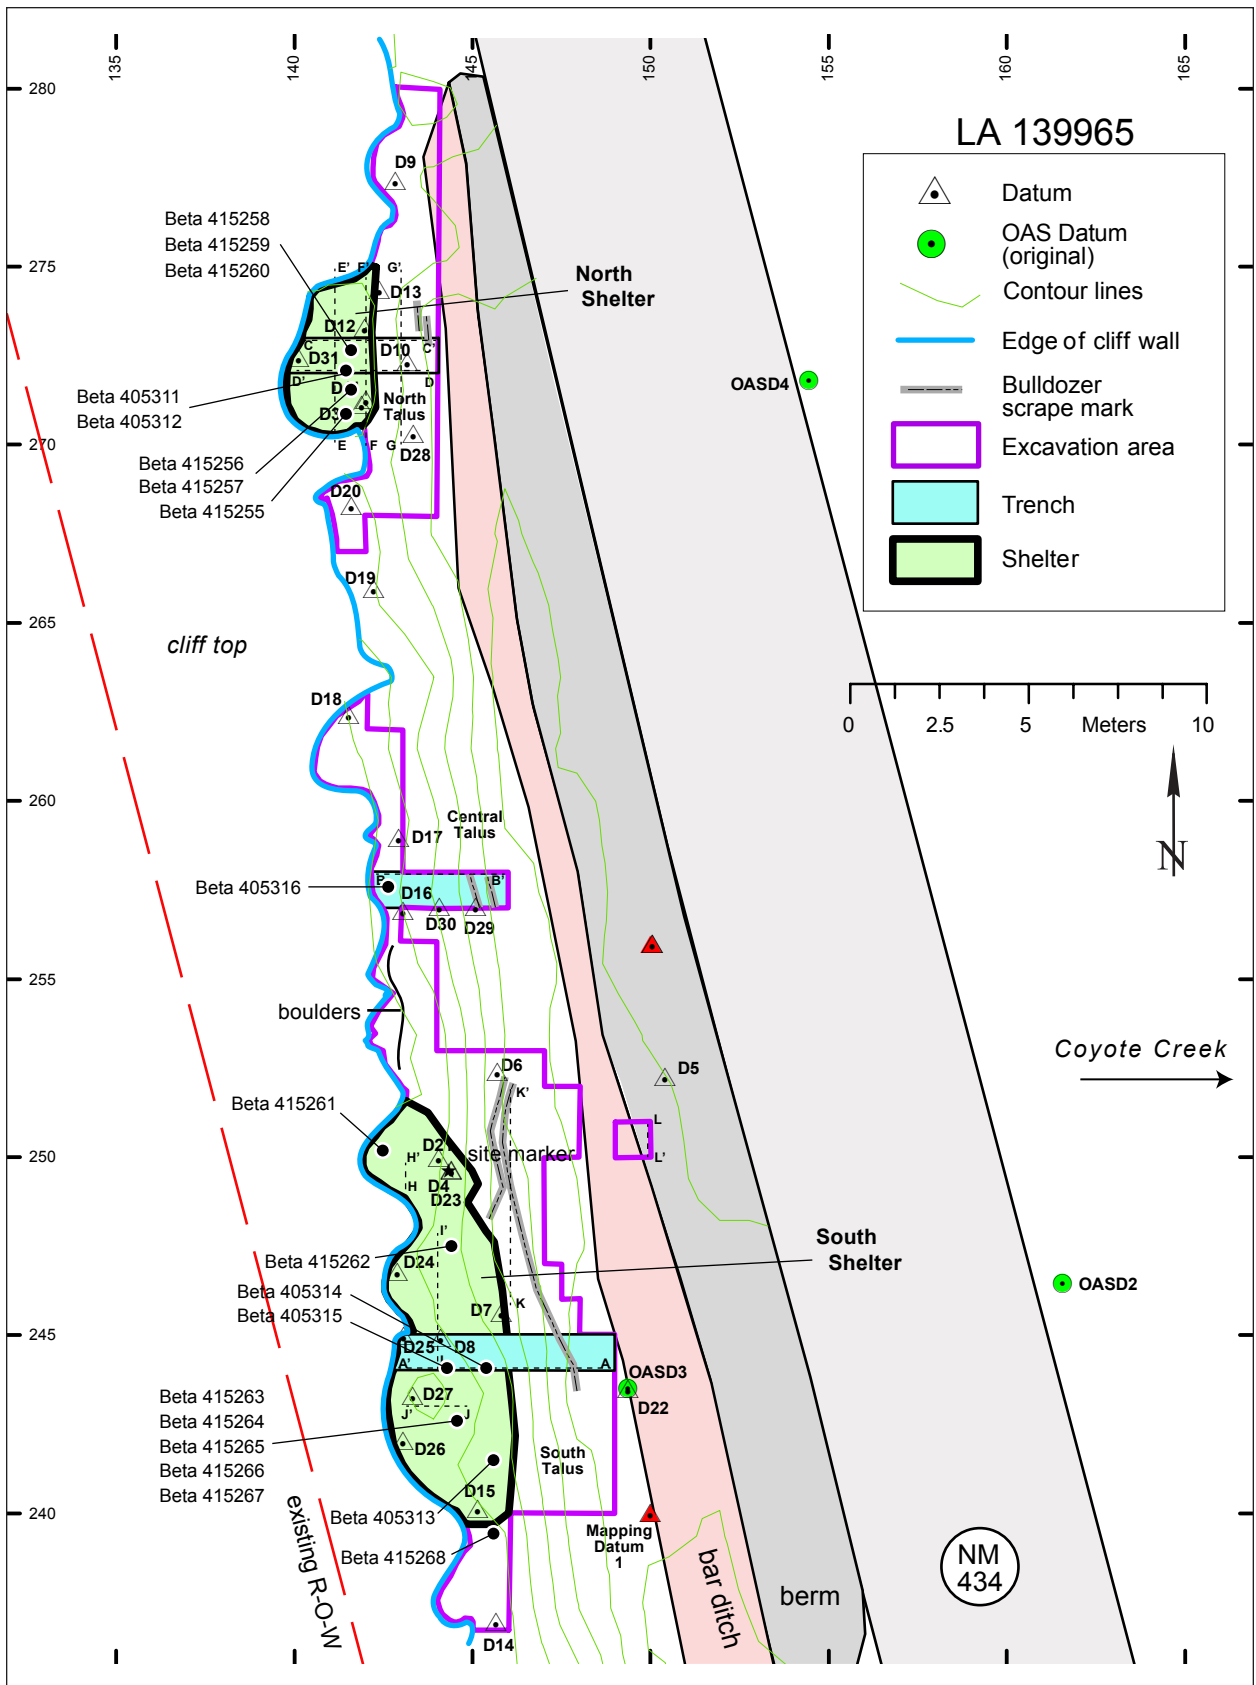 135
140
145
150
155
160
165
280
LA 139965
Datum
OAS Datum
(original)
Contour lines
Edge of cliff wall
Bulldozer
scrape mark
Excavation area
Trench
Shelter
D9
Beta 415258
Beta 415259
Beta 415260
275
E' F' G'
D13
North
Shelter
D12
C
D31
D10
C'
D'
D
OASD4
Beta 405311
Beta 405312
D
D3
North
Talus
270
E F G
D28
Beta 415256
Beta 415257
Beta 415255
D20
D19
265
cliff top
D18
0 2.5 5 Meters 10
260
Central
Talus
D17
N
Beta 405316
D16
B'
D30
D29
255
boulders
D6
K'
D5
Coyote Creek
Beta 415261
L
L'
250
H'
D21
site marker
H
D4
D23
I'
South
Shelter
Beta 415262
D24
OASD2
Beta 405314
Beta 405315
D7
K
245
D25
D8
A'
A
OASD3
D22
Beta 415263
Beta 415264
Beta 415265
Beta 415266
Beta 415267
D27
J'
J
D26
South
Talus
D15
240
existing R-O-W
Beta 405313
Beta 415268
Mapping
Datum
1
bar ditch
berm
NM
434
D14